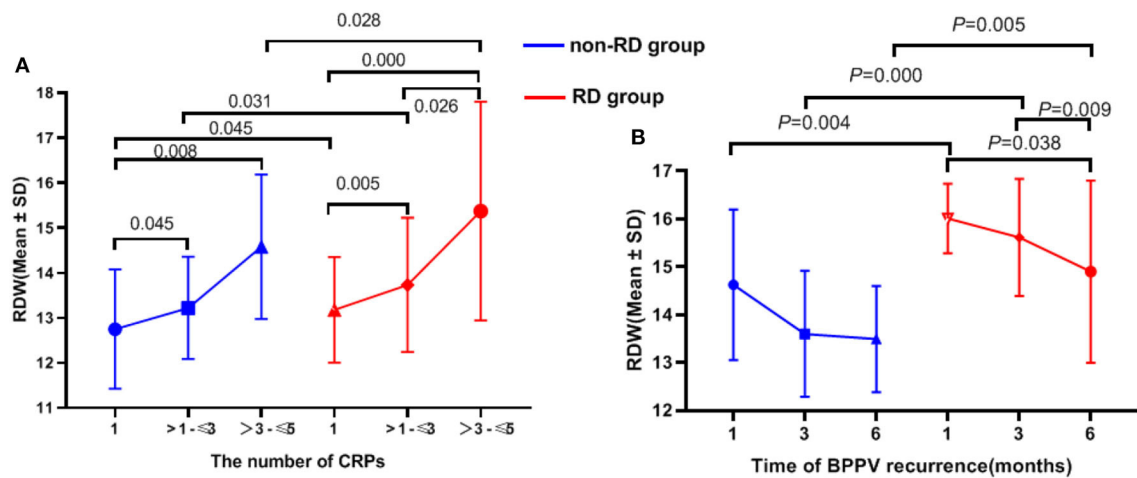 A
0.028
0.000
0.031
0.026
0.045
0.008
0.005
0.045
RDW(Mean ± SD)
18
17
16
15
14
13
12
11
1
>1-≤3
>3-≤5
1
>1-≤3
>3-≤5
The number of CRPs
non-RD group
RD group
B
P=0.005
P=0.000
P=0.009
P=0.004
P=0.038
RDW(Mean ± SD)
17
16
15
14
13
12
1
3
6
1
3
6
Time of BPPV recurrence(months)